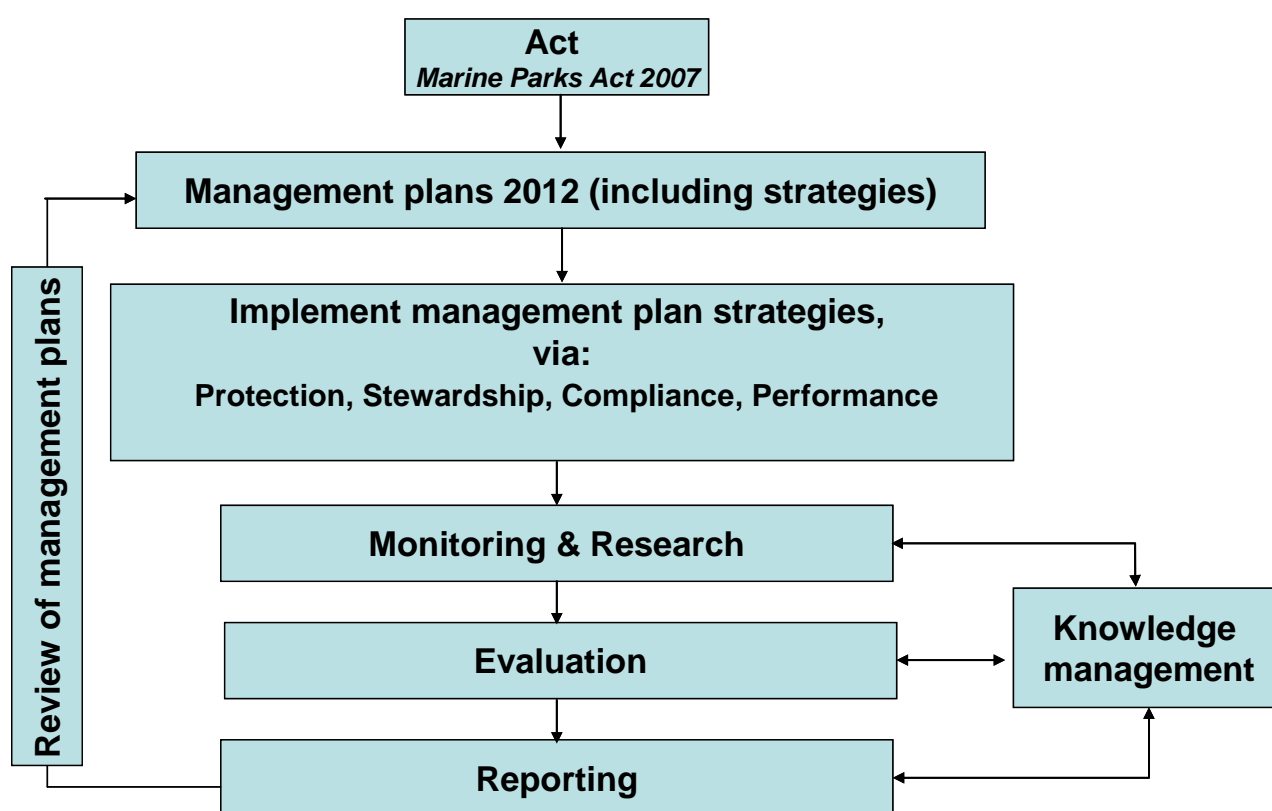 Act
Marine Parks Act 2007
Management plans 2012 (including strategies)
Implement management plan strategies,
via:
Protection, Stewardship, Compliance, Performance
Review of management plans
Monitoring & Research
Evaluation
Knowledge
management
Reporting